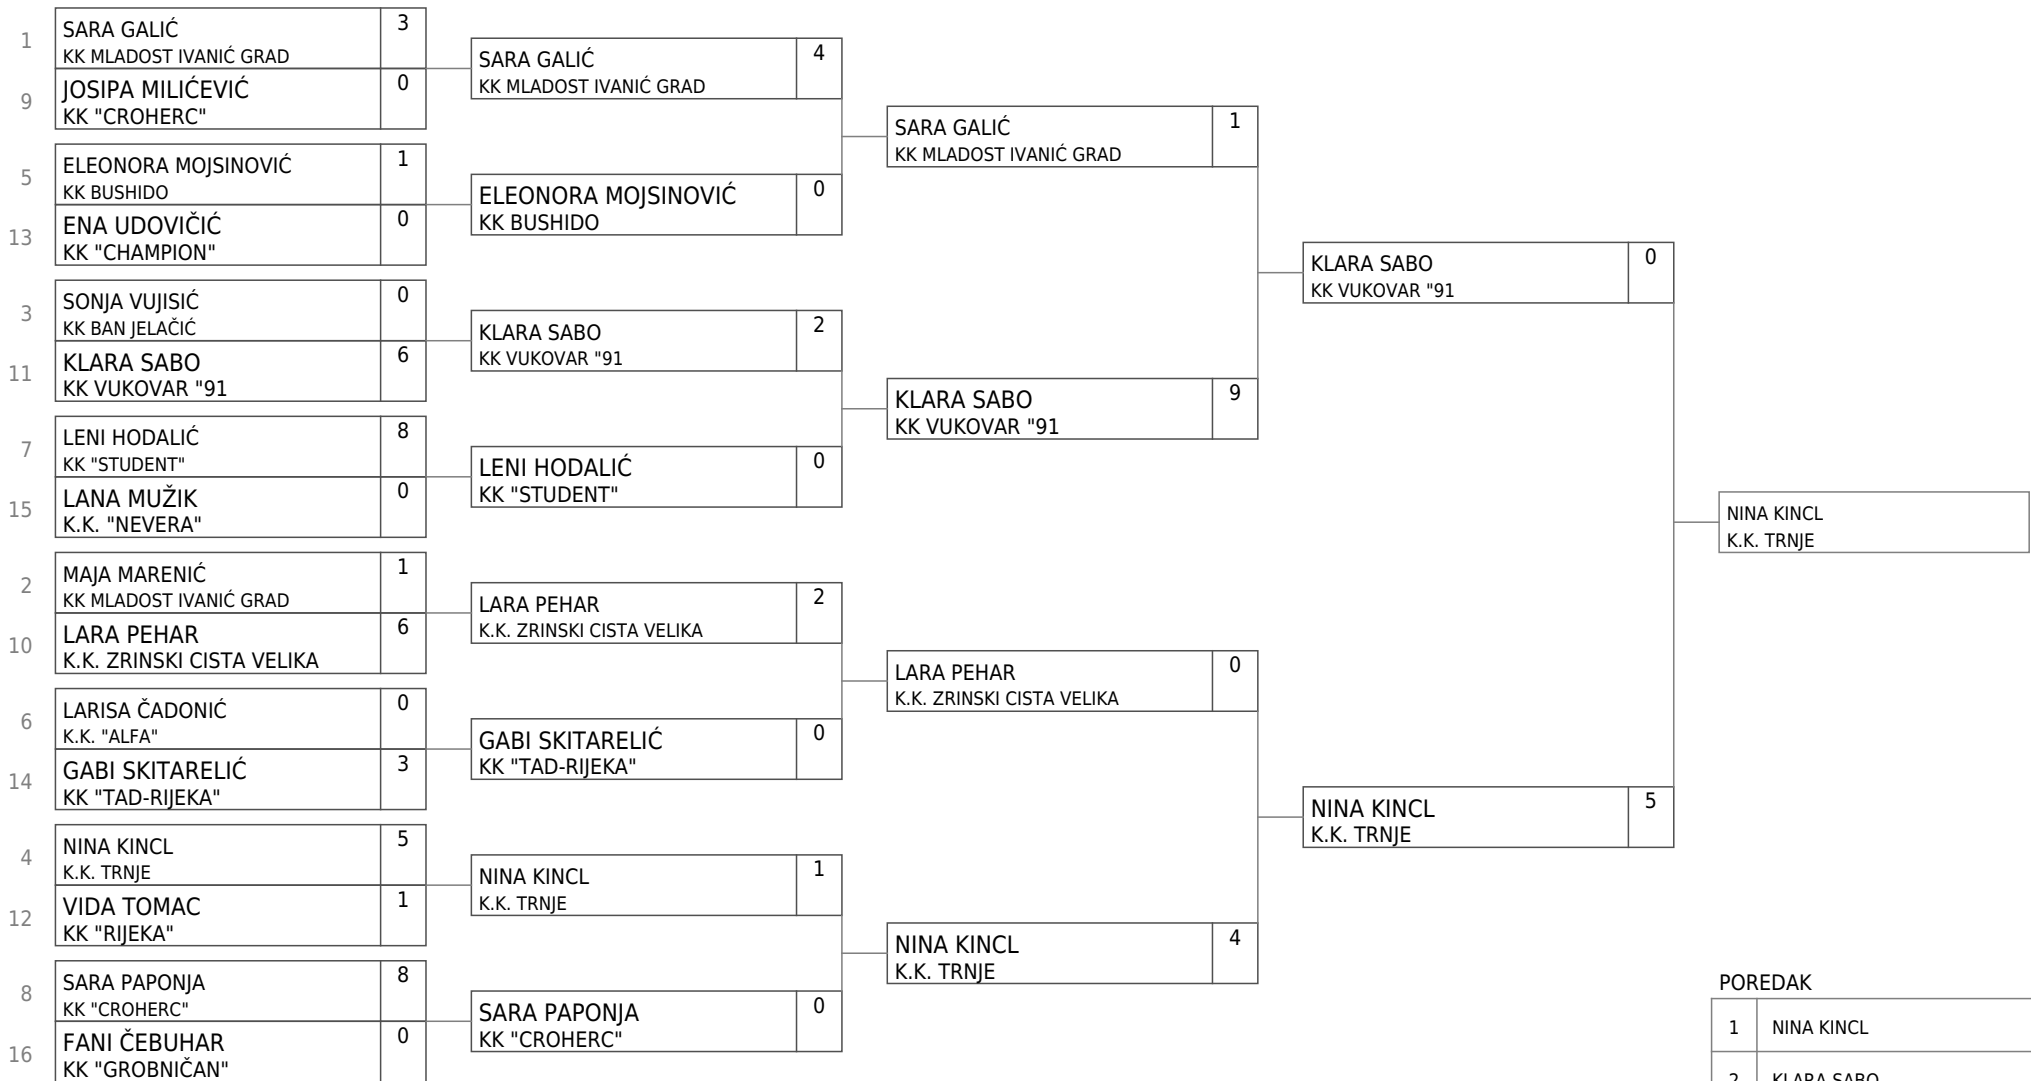 1
SARA GALIĆ
KK MLADOST IVANIĆ GRAD
3
9
JOSIPA MILIĆEVIĆ
KK "CROHERC"
0
5
ELEONORA MOJSINOVIĆ
KK BUSHIDO
1
13
ENA UDOVIČIĆ
KK "CHAMPION"
0
3
SONJA VUJISIĆ
KK BAN JELAČIĆ
0
11
KLARA SABO
KK VUKOVAR "91
6
7
LENI HODALIĆ
KK "STUDENT"
8
15
LANA MUŽIK
K.K. "NEVERA"
0
2
MAJA MARENIĆ
KK MLADOST IVANIĆ GRAD
1
10
LARA PEHAR
K.K. ZRINSKI CISTA VELIKA
6
6
LARISA ČADONIĆ
K.K. "ALFA"
0
14
GABI SKITARELIĆ
KK "TAD-RIJEKA"
3
4
NINA KINCL
K.K. TRNJE
5
12
VIDA TOMAC
KK "RIJEKA"
1
8
SARA PAPONJA
KK "CROHERC"
8
16
FANI ČEBUHAR
KK "GROBNIČAN"
0
SARA GALIĆ
KK MLADOST IVANIĆ GRAD
4
ELEONORA MOJSINOVIĆ
KK BUSHIDO
0
KLARA SABO
KK VUKOVAR "91
2
LENI HODALIĆ
KK "STUDENT"
0
LARA PEHAR
K.K. ZRINSKI CISTA VELIKA
2
GABI SKITARELIĆ
KK "TAD-RIJEKA"
0
NINA KINCL
K.K. TRNJE
1
SARA PAPONJA
KK "CROHERC"
0
SARA GALIĆ
KK MLADOST IVANIĆ GRAD
1
KLARA SABO
KK VUKOVAR "91
9
LARA PEHAR
K.K. ZRINSKI CISTA VELIKA
0
NINA KINCL
K.K. TRNJE
4
KLARA SABO
KK VUKOVAR "91
0
NINA KINCL
K.K. TRNJE
5
NINA KINCL
K.K. TRNJE
POREDAK
1 NINA KINCL
2 KLARA SABO